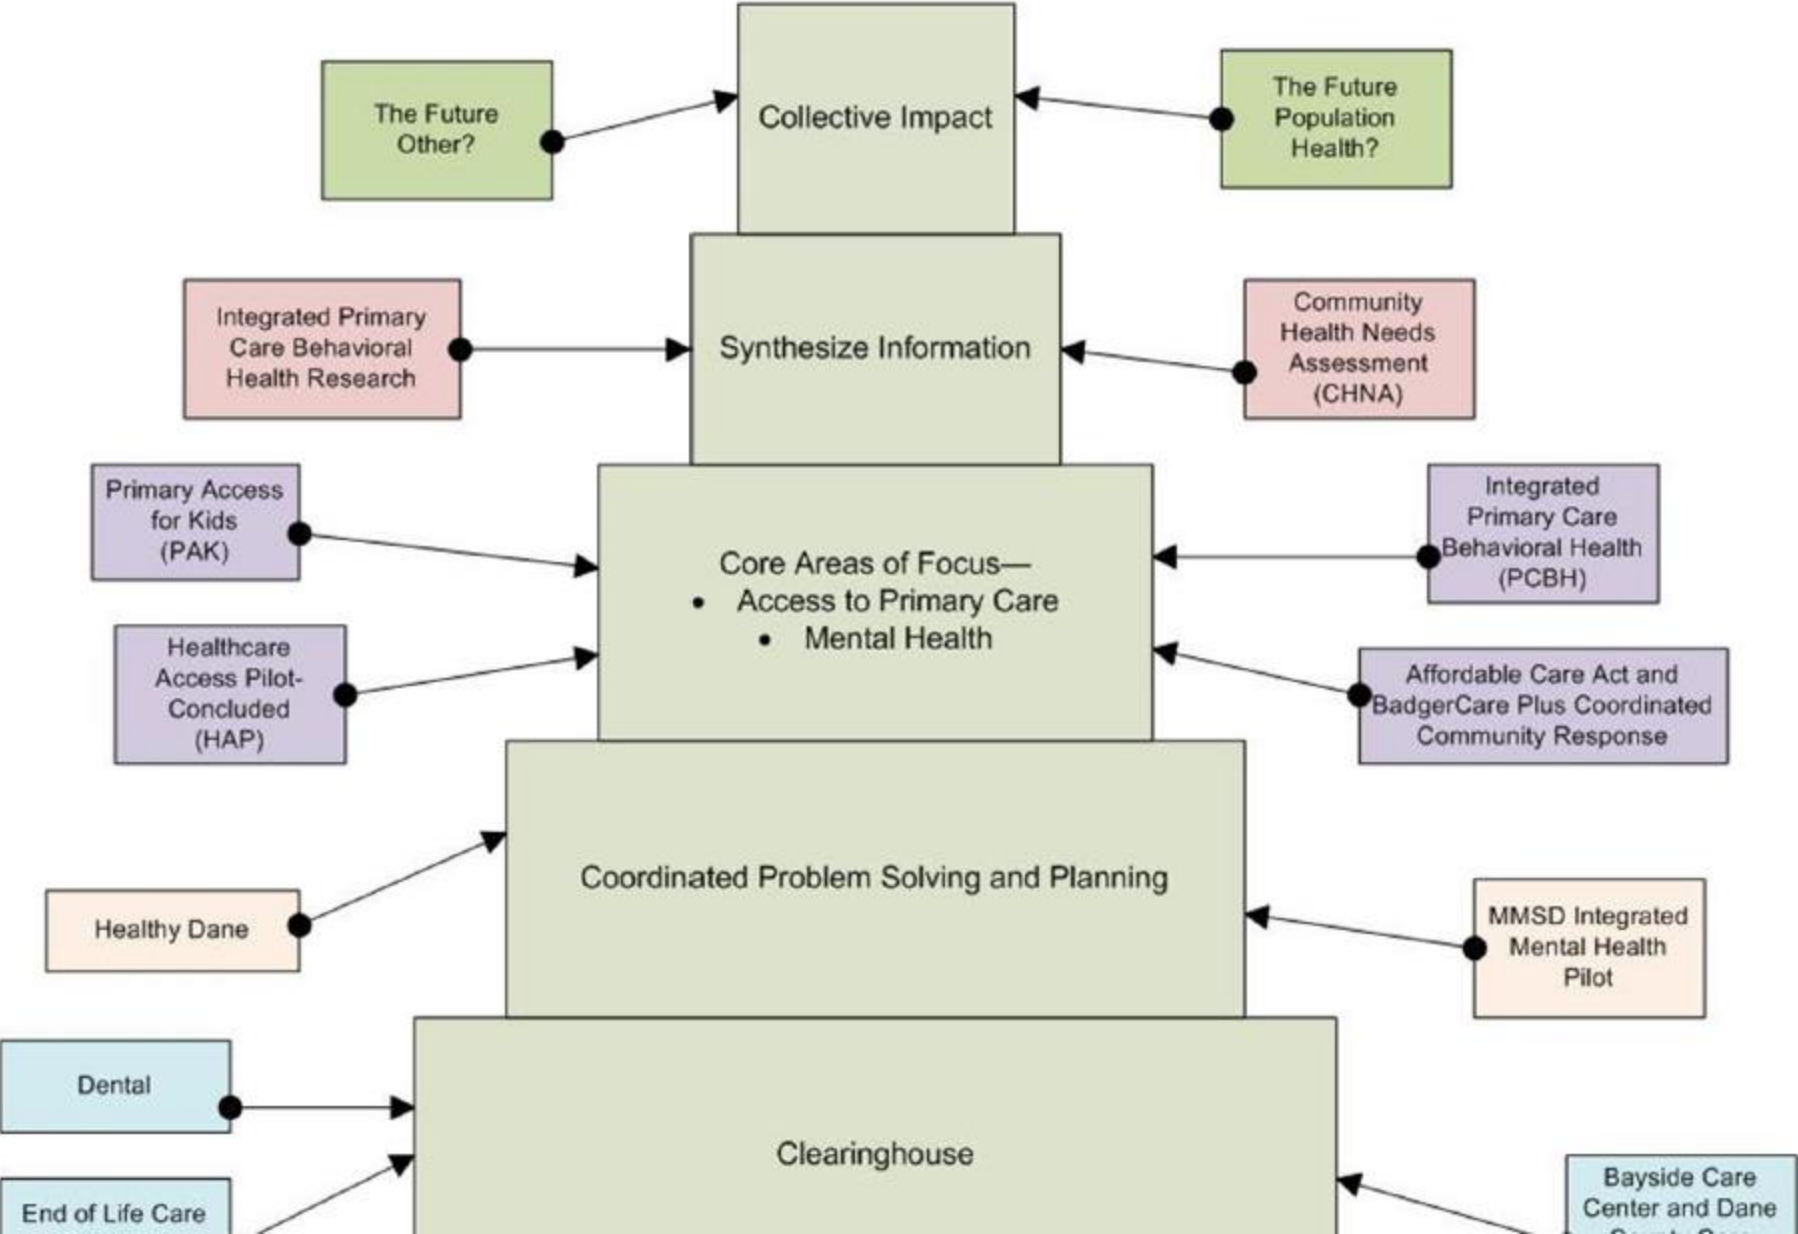 The Future
Other?
Collective Impact
The Future
Population
Health?
Integrated Primary
Care Behavioral
Health Research
Synthesize Information
Community
Health Needs
Assessment
(CHNA)
Primary Access
for Kids
(PAK)
Healthcare
Access Pilot-
Concluded
(HAP)
Core Areas of Focus—
• Access to Primary Care
• Mental Health
Integrated
Primary Care
Behavioral Health
(PCBH)
Affordable Care Act and
BadgerCare Plus Coordinated
Community Response
Healthy Dane
Coordinated Problem Solving and Planning
MMSD Integrated
Mental Health
Pilot
Dental
End of Life Care
Clearinghouse
Bayside Care
Center and Dane